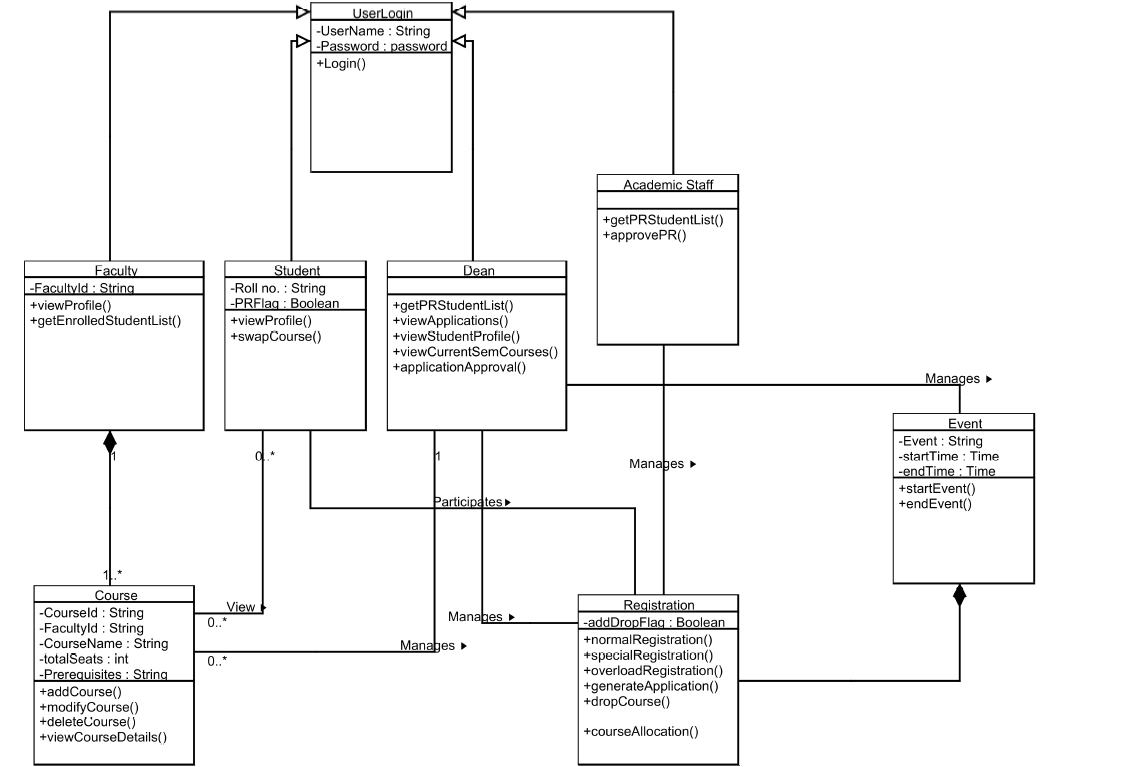 UserLogin
-UserName : String
-Password : password
+Login()
Academic Staff
+getPRStudentList()
+approvePR()
Faculty
-FacultyId : String
+viewProfile()
+getEnrolledStudentList()
Student
-Roll no. : String
-PRFlag : Boolean
+viewProfile()
+swapCourse()
Dean
+getPRStudentList()
+viewApplications()
+viewStudentProfile()
+viewCurrentSemCourses()
+applicationApproval()
Manages
Event
-Event : String
-startTime : Time
-endTime : Time
+startEvent()
+endEvent()
1
0..*
1
Manages
Participates
1..*
Course
-CourseId : String
-FacultyId : String
-CourseName : String
-totalSeats : int
-Prerequisites : String
+addCourse()
+modifyCourse()
+deleteCourse()
+viewCourseDetails()
View
0..*
Manages
Manages
0..*
Registration
-addDropFlag : Boolean
+normalRegistration()
+specialRegistration()
+overloadRegistration()
+generateApplication()
+dropCourse()
+courseAllocation()